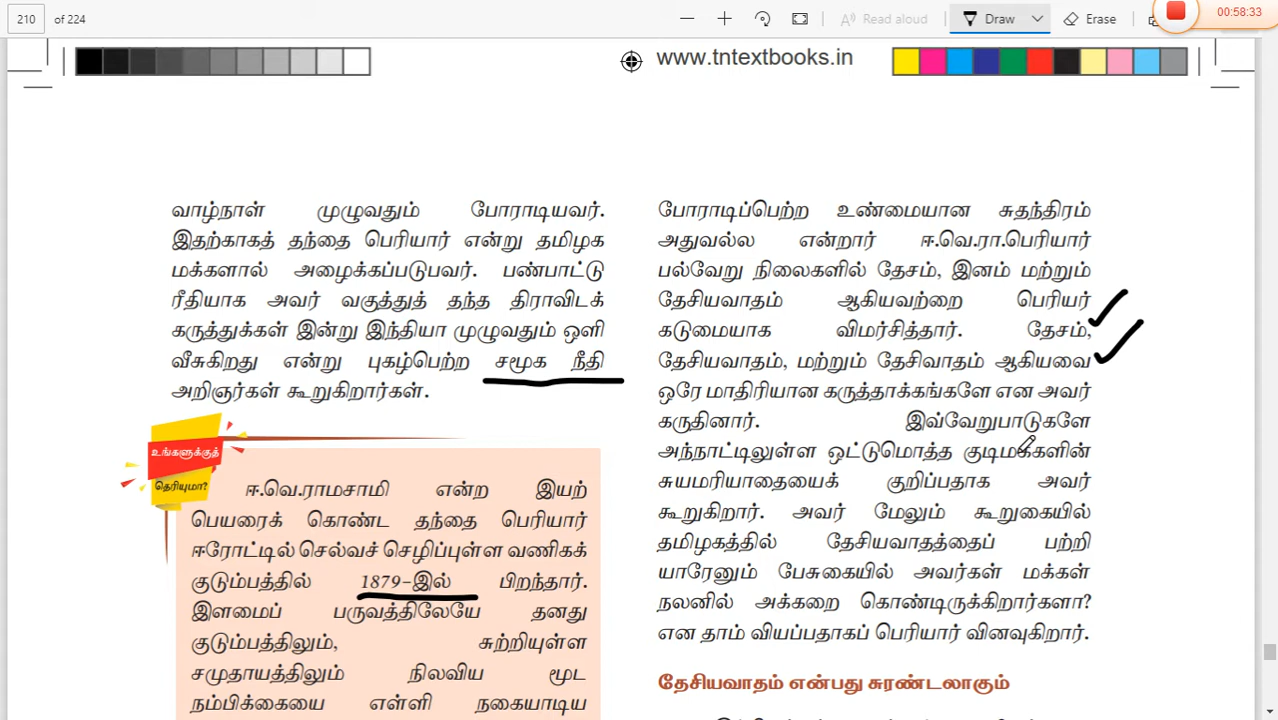 210 of 224
Read aloud
Draw
Erase
00:58:33
www.tntextbooks.in
வாழ்நாள் முழுவதும் போராடியவர்.
இதற்காகத் தந்தை பெரியார் என்று தமிழக
மக்களால் அழைக்கப்படுபவர். பண்பாட்டு
ரீதியாக அவர் வகுத்துத் தந்த திராவிடக்
கருத்துக்கள் இன்று இந்தியா முழுவதும் ஒளி
வீசுகிறது என்று புகழ்பெற்ற சமூக நீதி
அறிஞர்கள் கூறுகிறார்கள்.
உங்களுக்குத்
தெரியுமா?
ஈ.வெ.ராமசாமி என்ற இயற்
பெயரைக் கொண்ட தந்தை பெரியார்
ஈரோட்டில் செல்வச் செழிப்புள்ள வணிகக்
குடும்பத்தில் 1879-இல் பிறந்தார்.
இளமைப் பருவத்திலேயே தனது
குடும்பத்திலும், சுற்றியுள்ள
சமுதாயத்திலும் நிலவிய மூட
நம்பிக்கையை எள்ளி நகையாடிய
போராடிப்பெற்ற உண்மையான சுதந்திரம்
அதுவல்ல என்றார் ஈ.வெ.ரா.பெரியார்
பல்வேறு நிலைகளில் தேசம், இனம் மற்றும்
தேசியவாதம் ஆகியவற்றை பெரியர்
கடுமையாக விமர்சித்தார். தேசம்,
தேசியவாதம், மற்றும் தேசிவாதம் ஆகியவை
ஒரே மாதிரியான கருத்தாக்கங்களே என அவர்
கருதினார். இவ்வேறுபாடுகளே
அந்நாட்டிலுள்ள ஒட்டுமொத்த குடிமக்களின்
சுயமரியாதையைக் குறிப்பதாக அவர்
கூறுகிறார். அவர் மேலும் கூறுகையில்
தமிழகத்தில் தேசியவாதத்தைப் பற்றி
யாரேனும் பேசுகையில் அவர்கள் மக்கள்
நலனில் அக்கறை கொண்டிருக்கிறார்களா?
என தாம் வியப்பதாகப் பெரியார் வினவுகிறார்.
தேசியவாதம் என்பது சுரண்டலாகும்